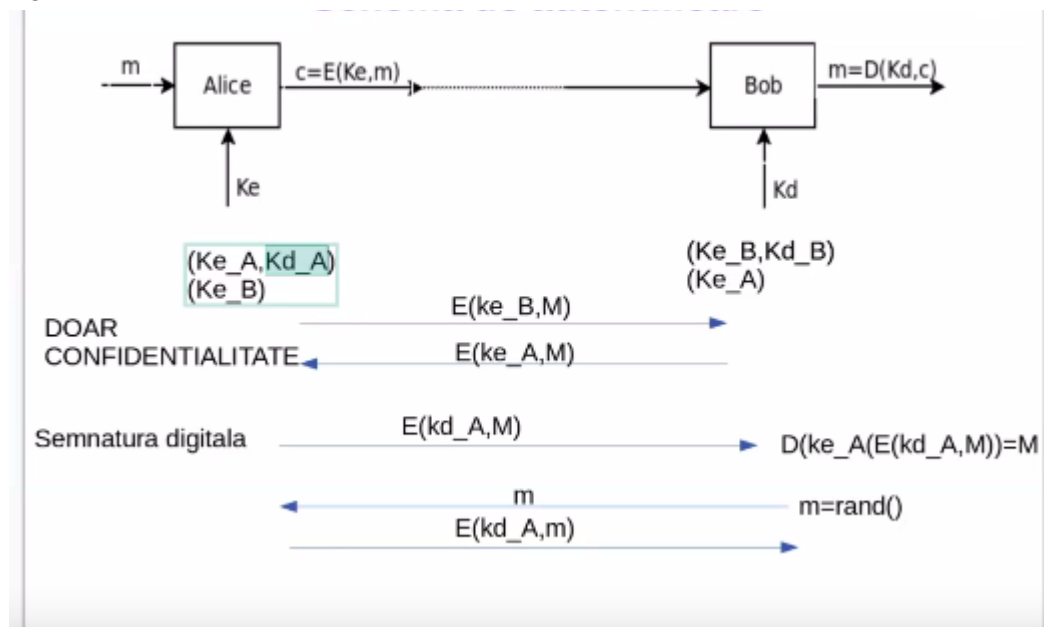 m
Alice
c=E(Ke,m)
Bob
m=D(Kd,c)
Ke
Kd
(Ke_A,Kd_A)
(Ke_B)
(Ke_B,Kd_B)
(Ke_A)
DOAR
CONFIDENTIALITATE
E(ke_B,M)
E(ke_A,M)
Semnatura digitala
E(kd_A,M)
D(ke_A(E(kd_A,M))=M
m
m=rand()
E(kd_A,m)